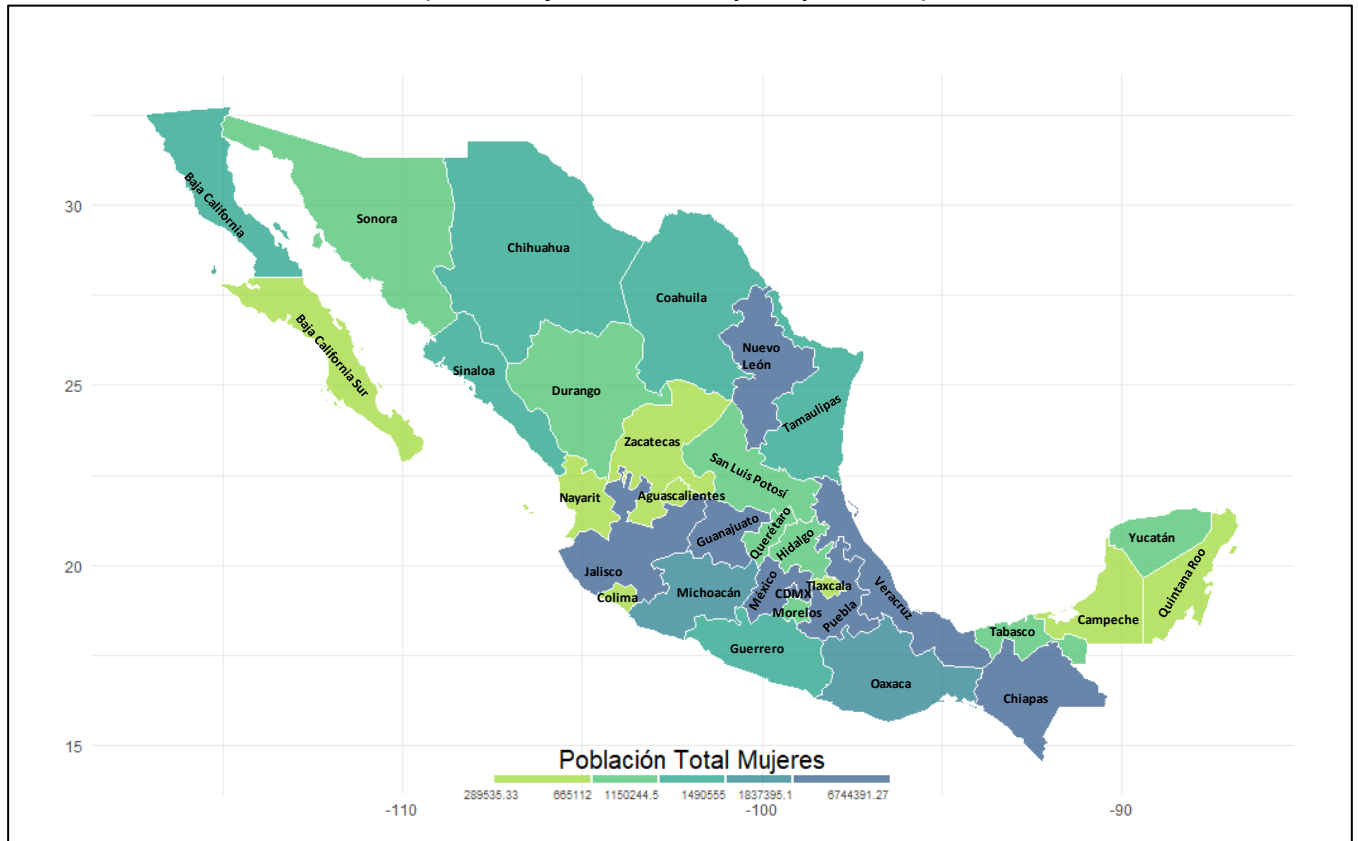 30
25
20
15
Baja California
Sonora
Chihuahua
Coahuila
Baja California Sur
Sinaloa
Durango
Nuevo
León
Tamaulipas
Zacatecas
San Luis Potosí
Nayarit
Aguascalientes
Guanajuato
Querétaro
Hidalgo
Yucatán
Quintana Roo
Jalisco
Colima
Michoacán
México
CDMX
Tlaxcala
Morelos
Puebla
Veracruz
Campeche
Tabasco
Guerrero
Oaxaca
Chiapas
Población Total Mujeres
289535.33 665112 1150244.5 1490555 1837395.1 6744391.27
-110 -100 -90